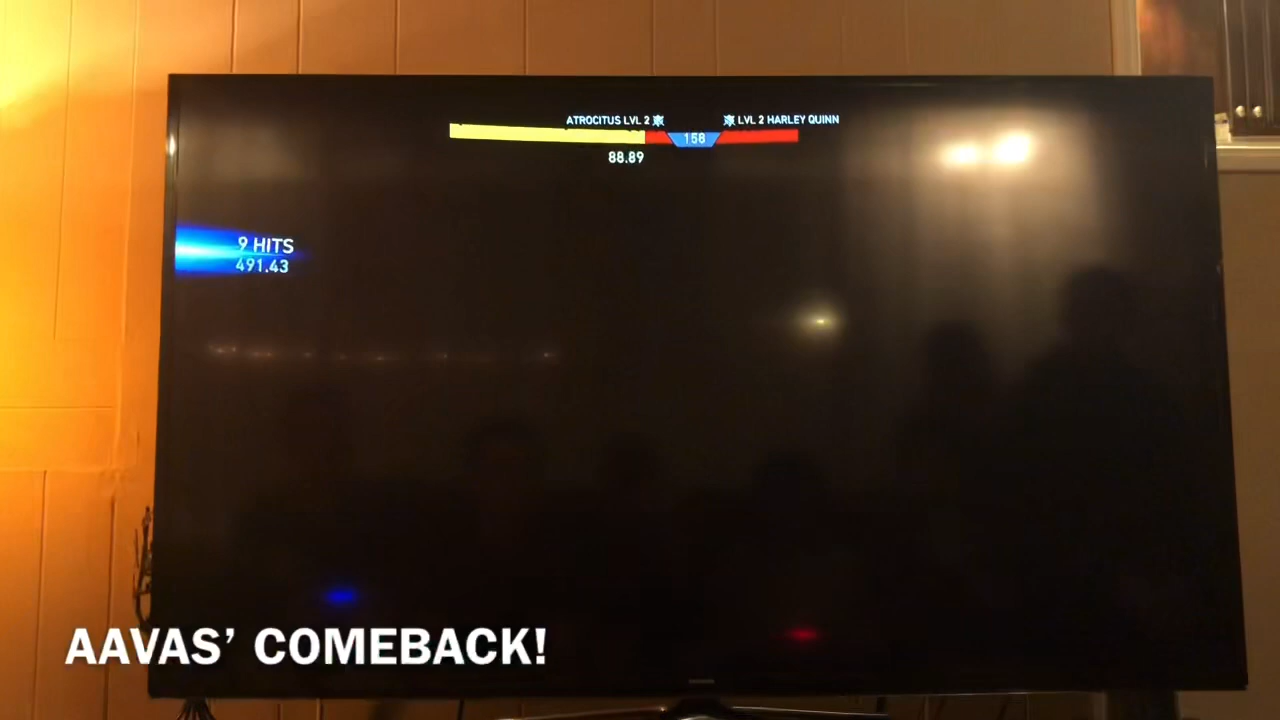 ATROCITUS LVL 2
LVL 2 HARLEY QUINN
158
88.89
9 HITS
491.43
AAVAS' COMEBACK!